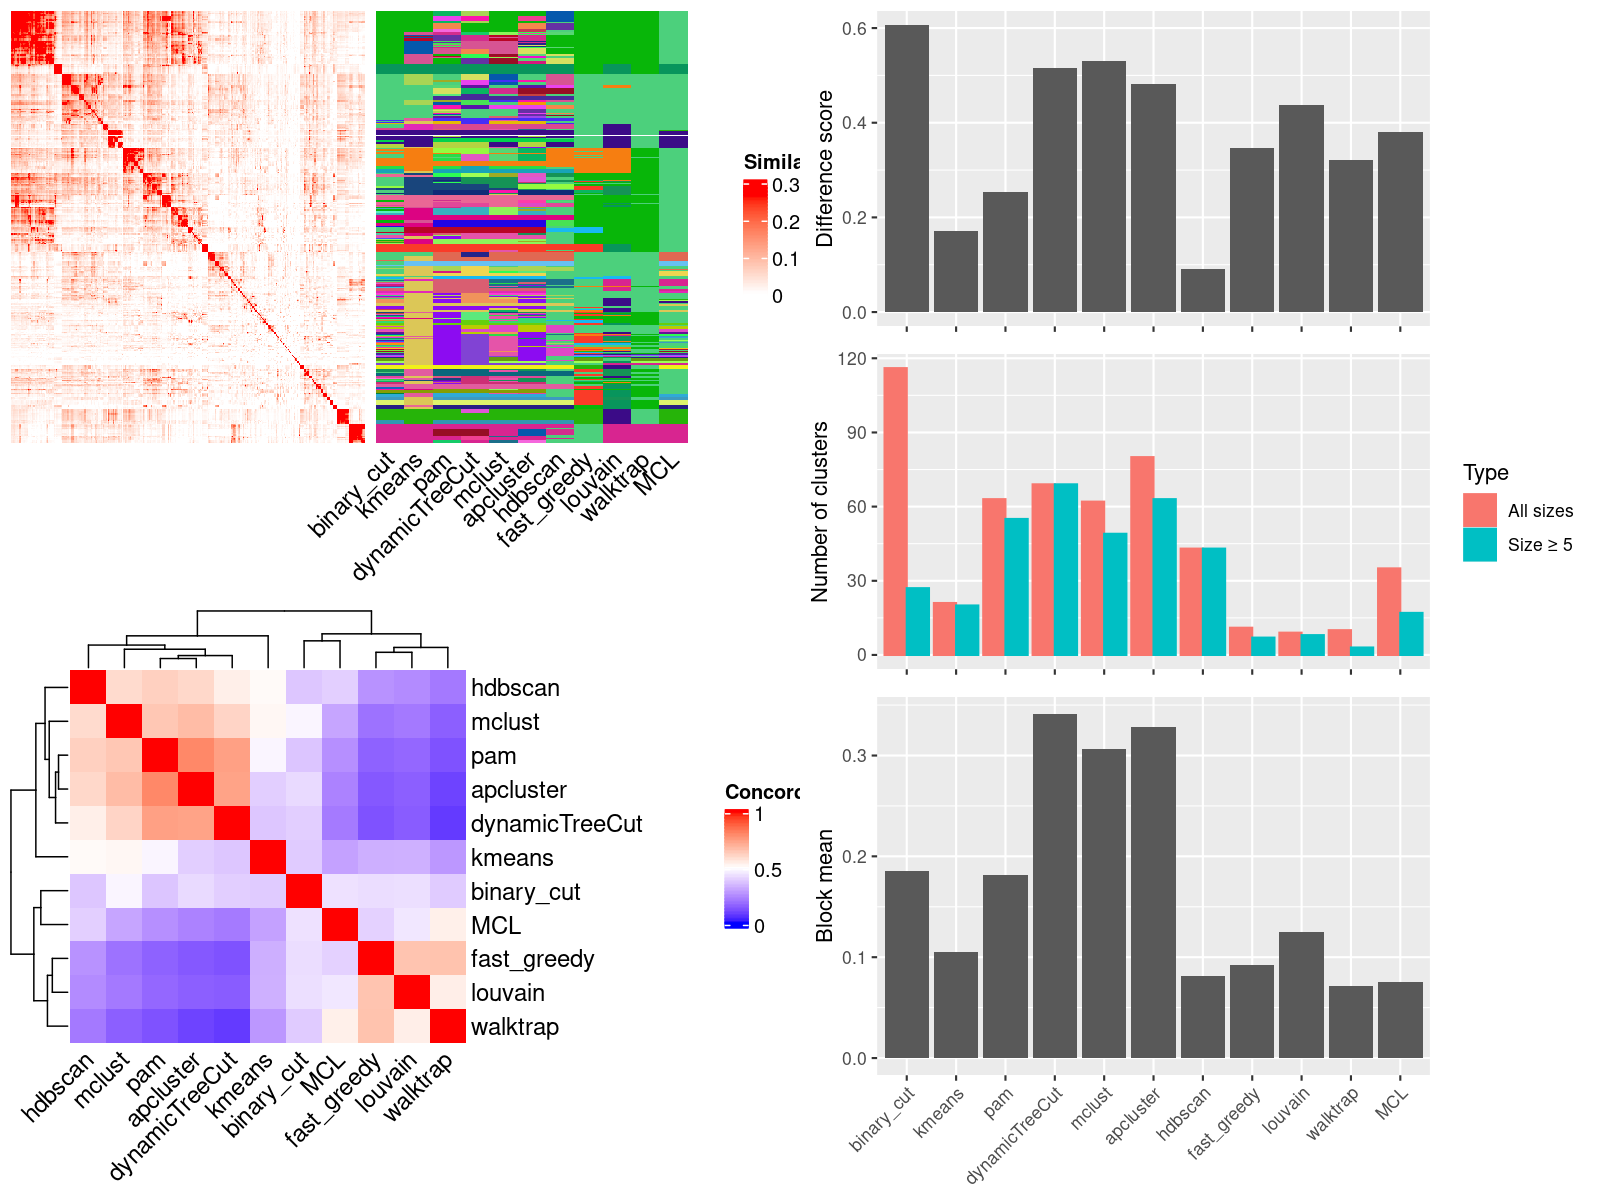 Simila
0.3
0.2
0.1
0
binary_cut
kmeans
pam
dynamicTreeCut
mclust
apcluster
hdbscan
fast_greedy
louvain
walktrap
MCL
hdbscan
mclust
pam
apcluster
dynamicTreeCut
kmeans
binary_cut
MCL
fast_greedy
louvain
walktrap
hdbscan
mclust
pam
apcluster
dynamicTreeCut
kmeans
binary_cut
MCL
fast_greedy
louvain
walktrap
Concord
1
0.5
0
Difference score
0.6
0.4
0.2
0.0
Number of clusters
120
90
60
30
0
Type
All sizes
Size ≥ 5
Block mean
0.3
0.2
0.1
0.0
binary_cut
kmeans
pam
dynamicTreeCut
mclust
apcluster
hdbscan
fast_greedy
louvain
walktrap
MCL